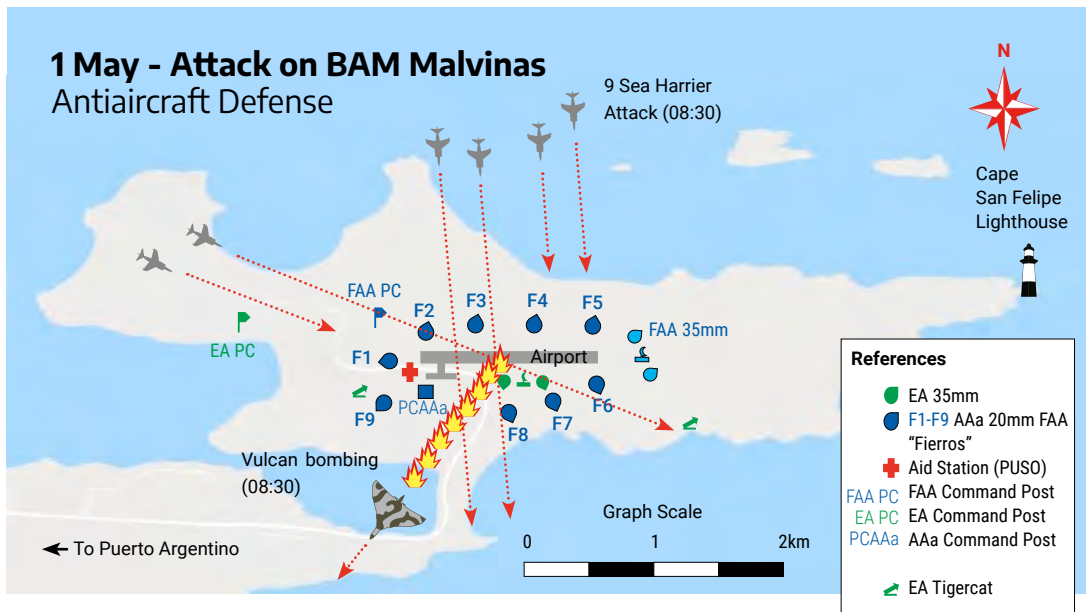 1 May - Attack on BAM Malvinas
Antiaircraft Defense
9 Sea Harrier
Attack (08:30)
N
Cape
San Felipe
Lighthouse
FAA PC
EA PC
F1
F2
F3
F4
F5
FAA 35mm
Airport
PCAAa
F9
F8
F7
F6
Vulcan bombing
(08:30)
To Puerto Argentino
Graph Scale
0 1 2km
References
EA 35mm
F1-F9 AAa 20mm FAA
"Fierros"
Aid Station (PUSO)
FAA PC FAA Command Post
EA PC EA Command Post
PCAAa AAa Command Post
EA Tigercat